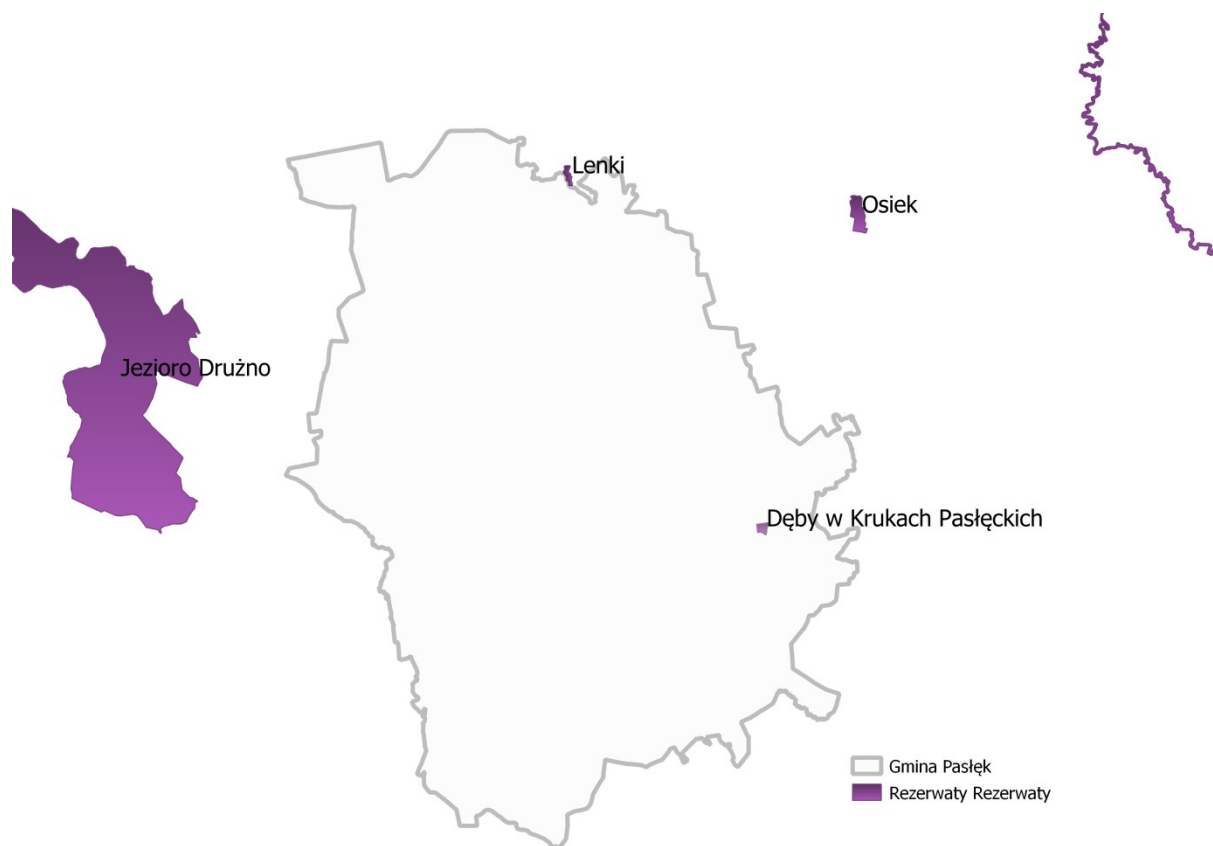 Lenki
Osiek
Jezioro Drużno
Dęby w Krukach Pasłęckich
Gmina Pasłęk
Rezerwaty Rezerwaty